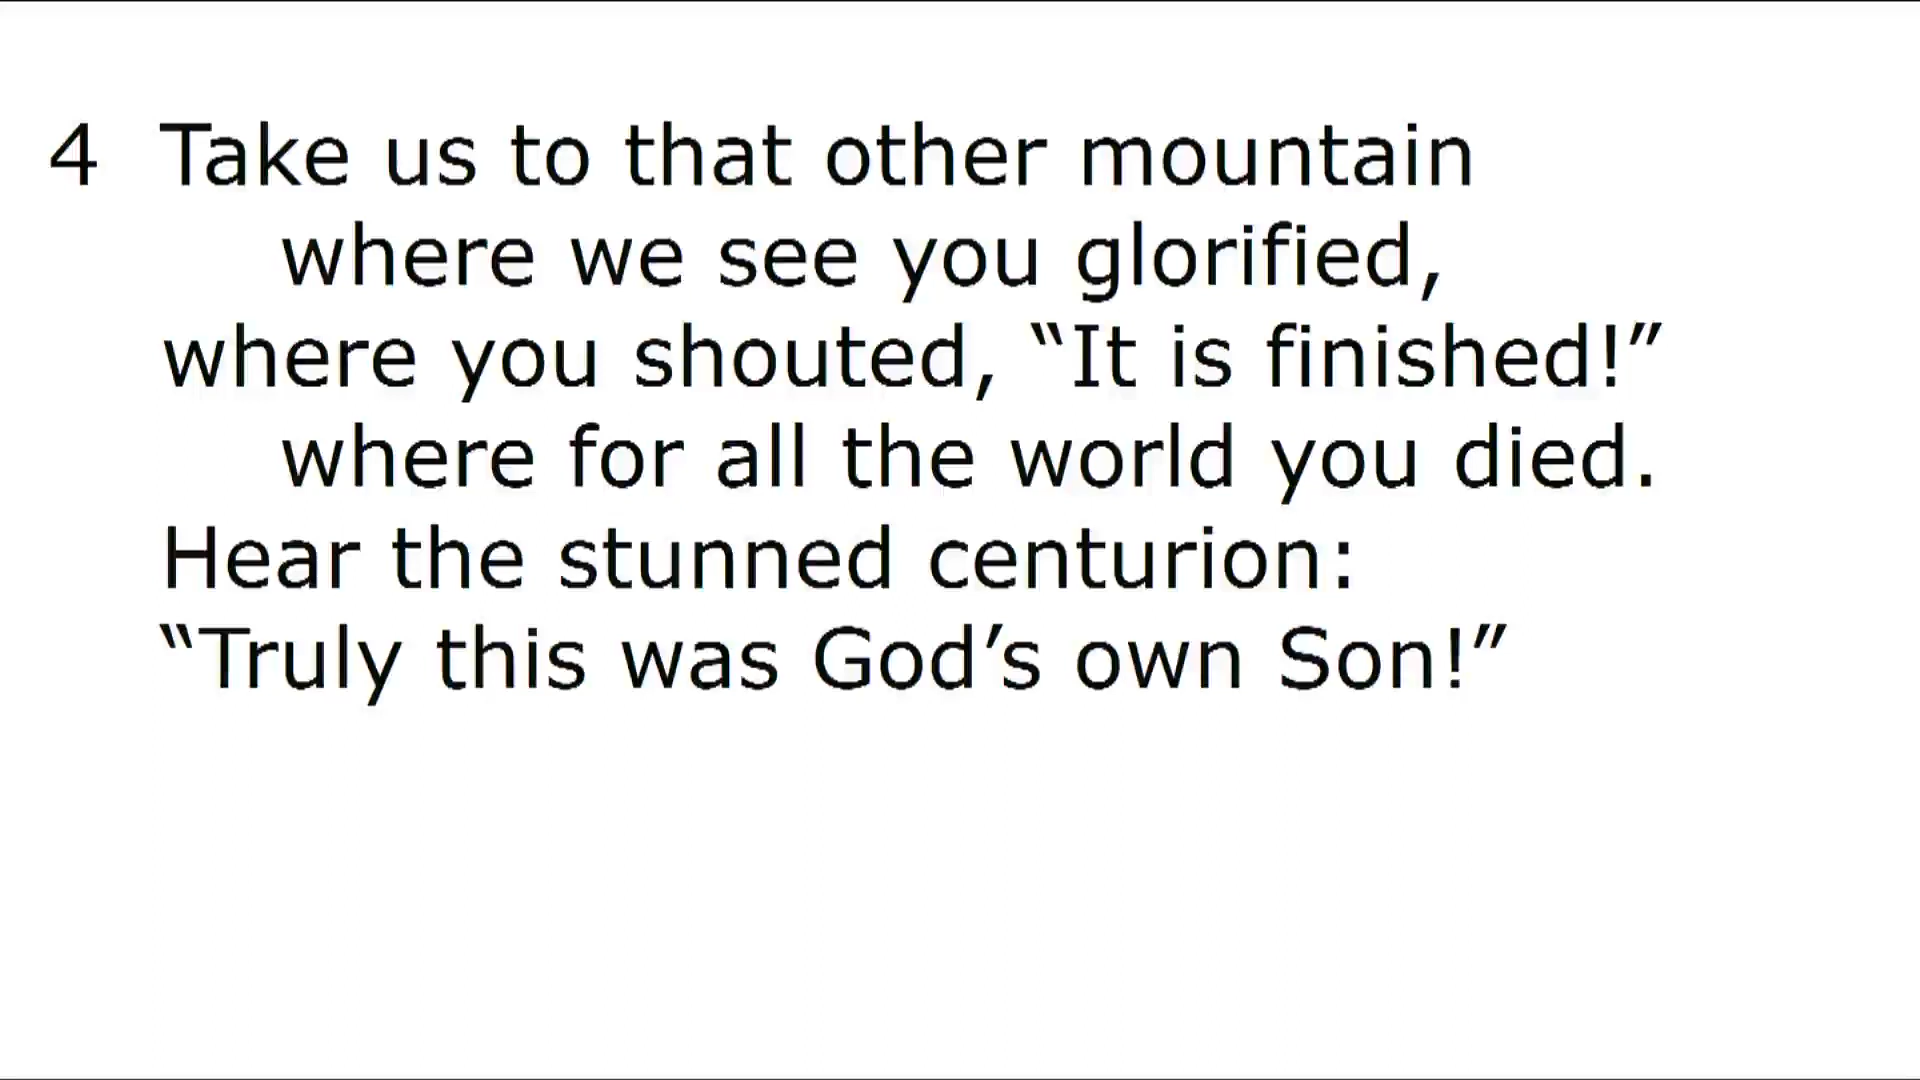 4 Take us to that other mountain
where we see you glorified,
where you shouted, “It is finished!”
where for all the world you died.
Hear the stunned centurion:
“Truly this was God’s own Son!”